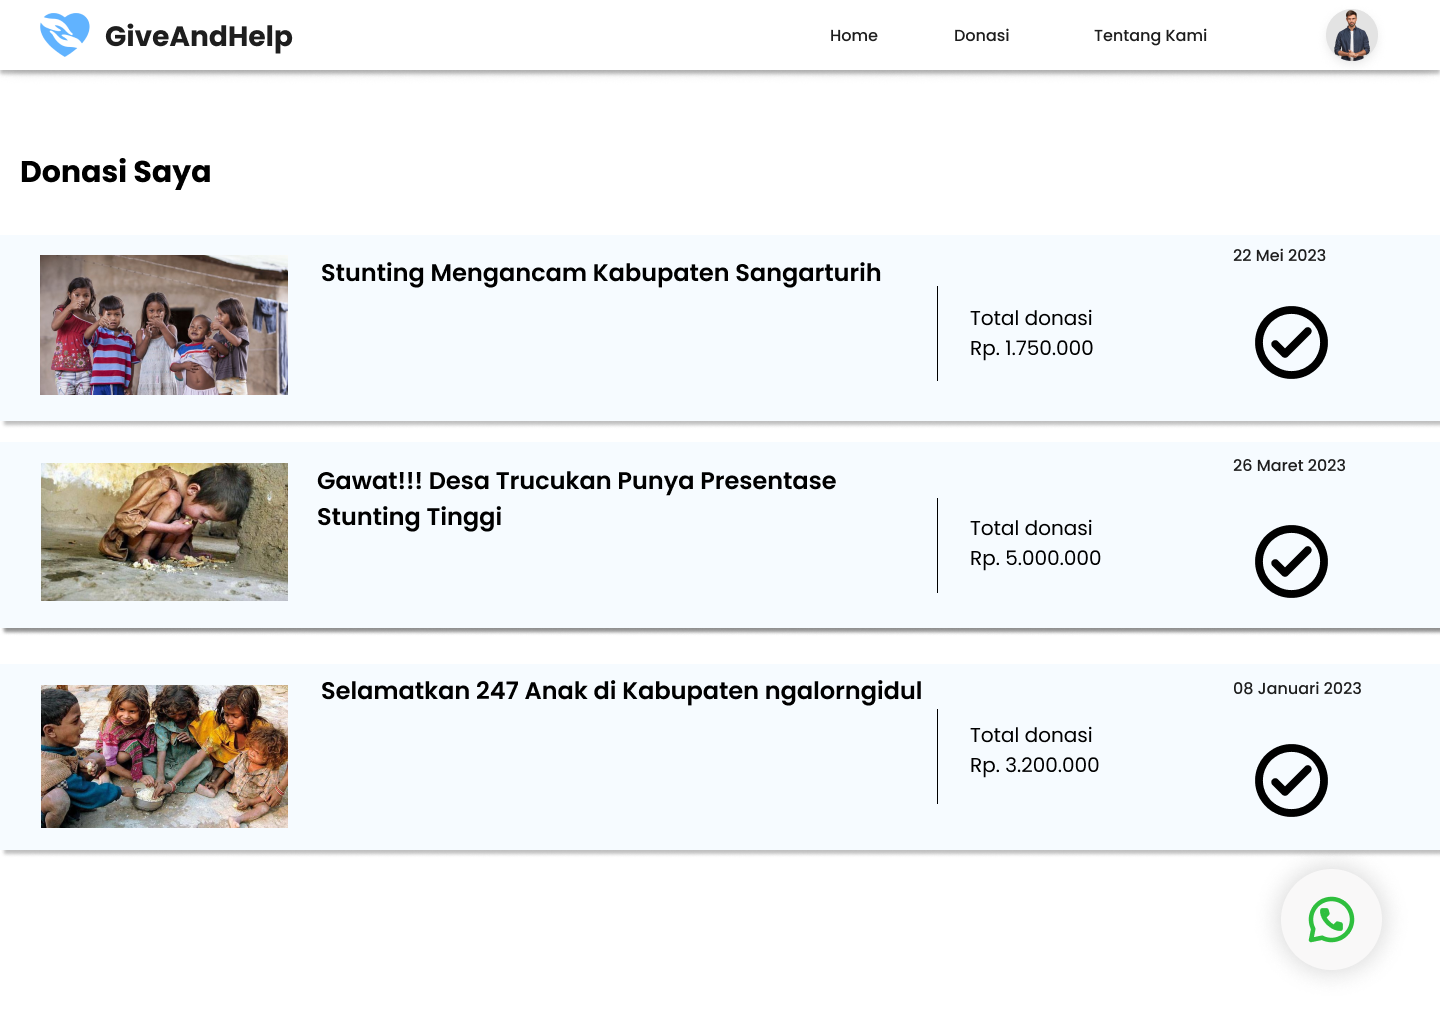 GiveAndHelp
Home
Donasi
Tentang Kami
Donasi Saya
Stunting Mengancam Kabupaten Sangarturih
22 Mei 2023
Total donasi
Rp. 1.750.000
Gawat!!! Desa Trucukan Punya Presentase
Stunting Tinggi
26 Maret 2023
Total donasi
Rp. 5.000.000
Selamatkan 247 Anak di Kabupaten ngalorngidul
08 Januari 2023
Total donasi
Rp. 3.200.000